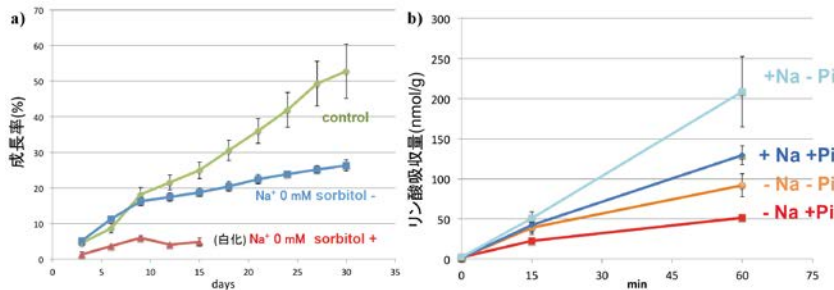 a)
成長率(%)
70
60
50
40
30
20
10
0
0
5
10
15
20
25
30
35
days
control
Na⁺ 0 mM sorbitol -
(白化) Na⁺ 0 mM sorbitol +
b)
リン酸吸収量(nmol/g)
300
250
200
150
100
50
0
0
15
30
45
60
75
min
+Na - Pi
+ Na +Pi
- Na - Pi
- Na +Pi